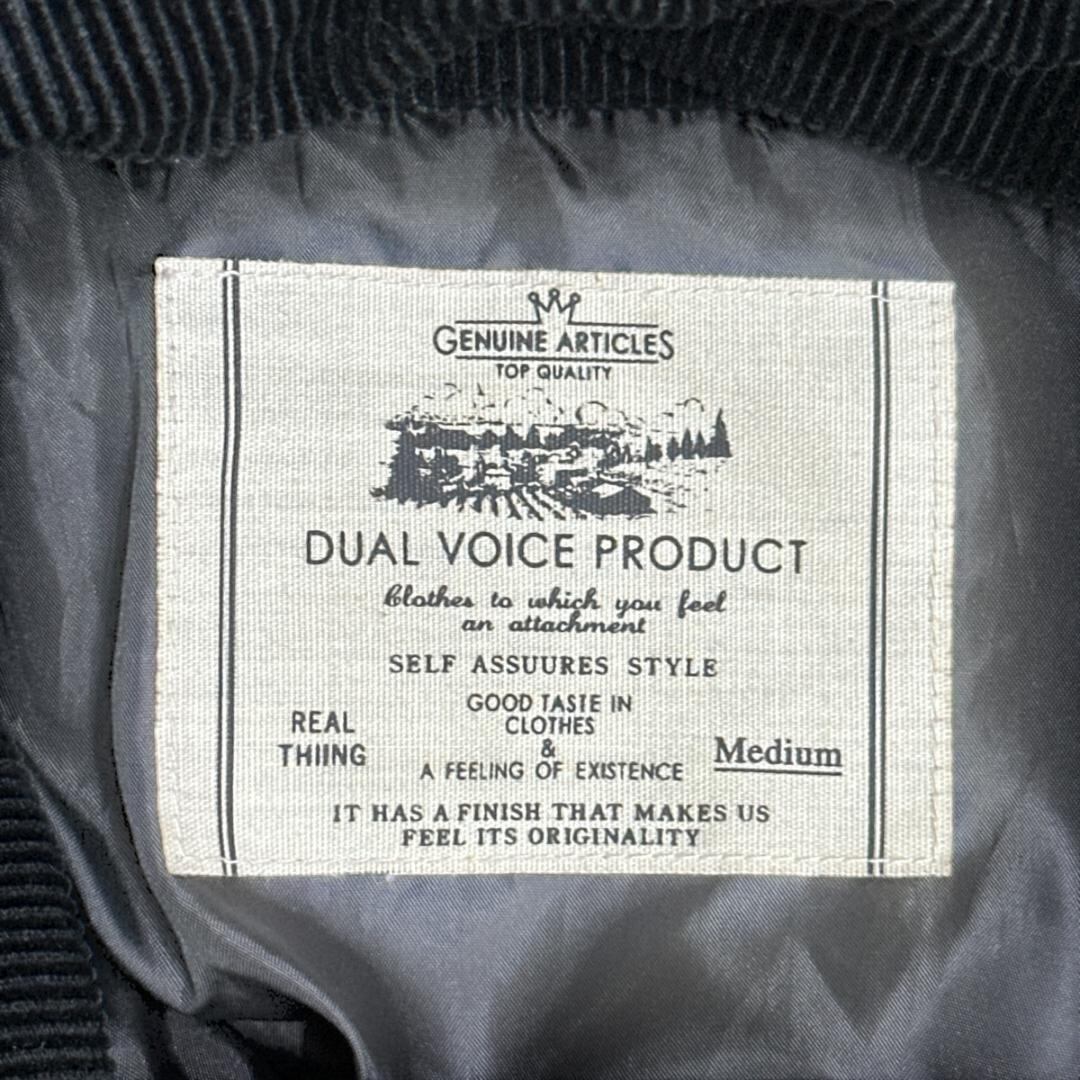 GENUINE ARTICLES
TOP QUALITY
DUAL VOICE PRODUCT
Clothes to which you feel
an attachment
SELF ASSUURES STYLE
REAL
THIING
GOOD TASTE IN
CLOTHES
&
A FEELING OF EXISTENCE
Medium
IT HAS A FINISH THAT MAKES US
FEEL ITS ORIGINALITY